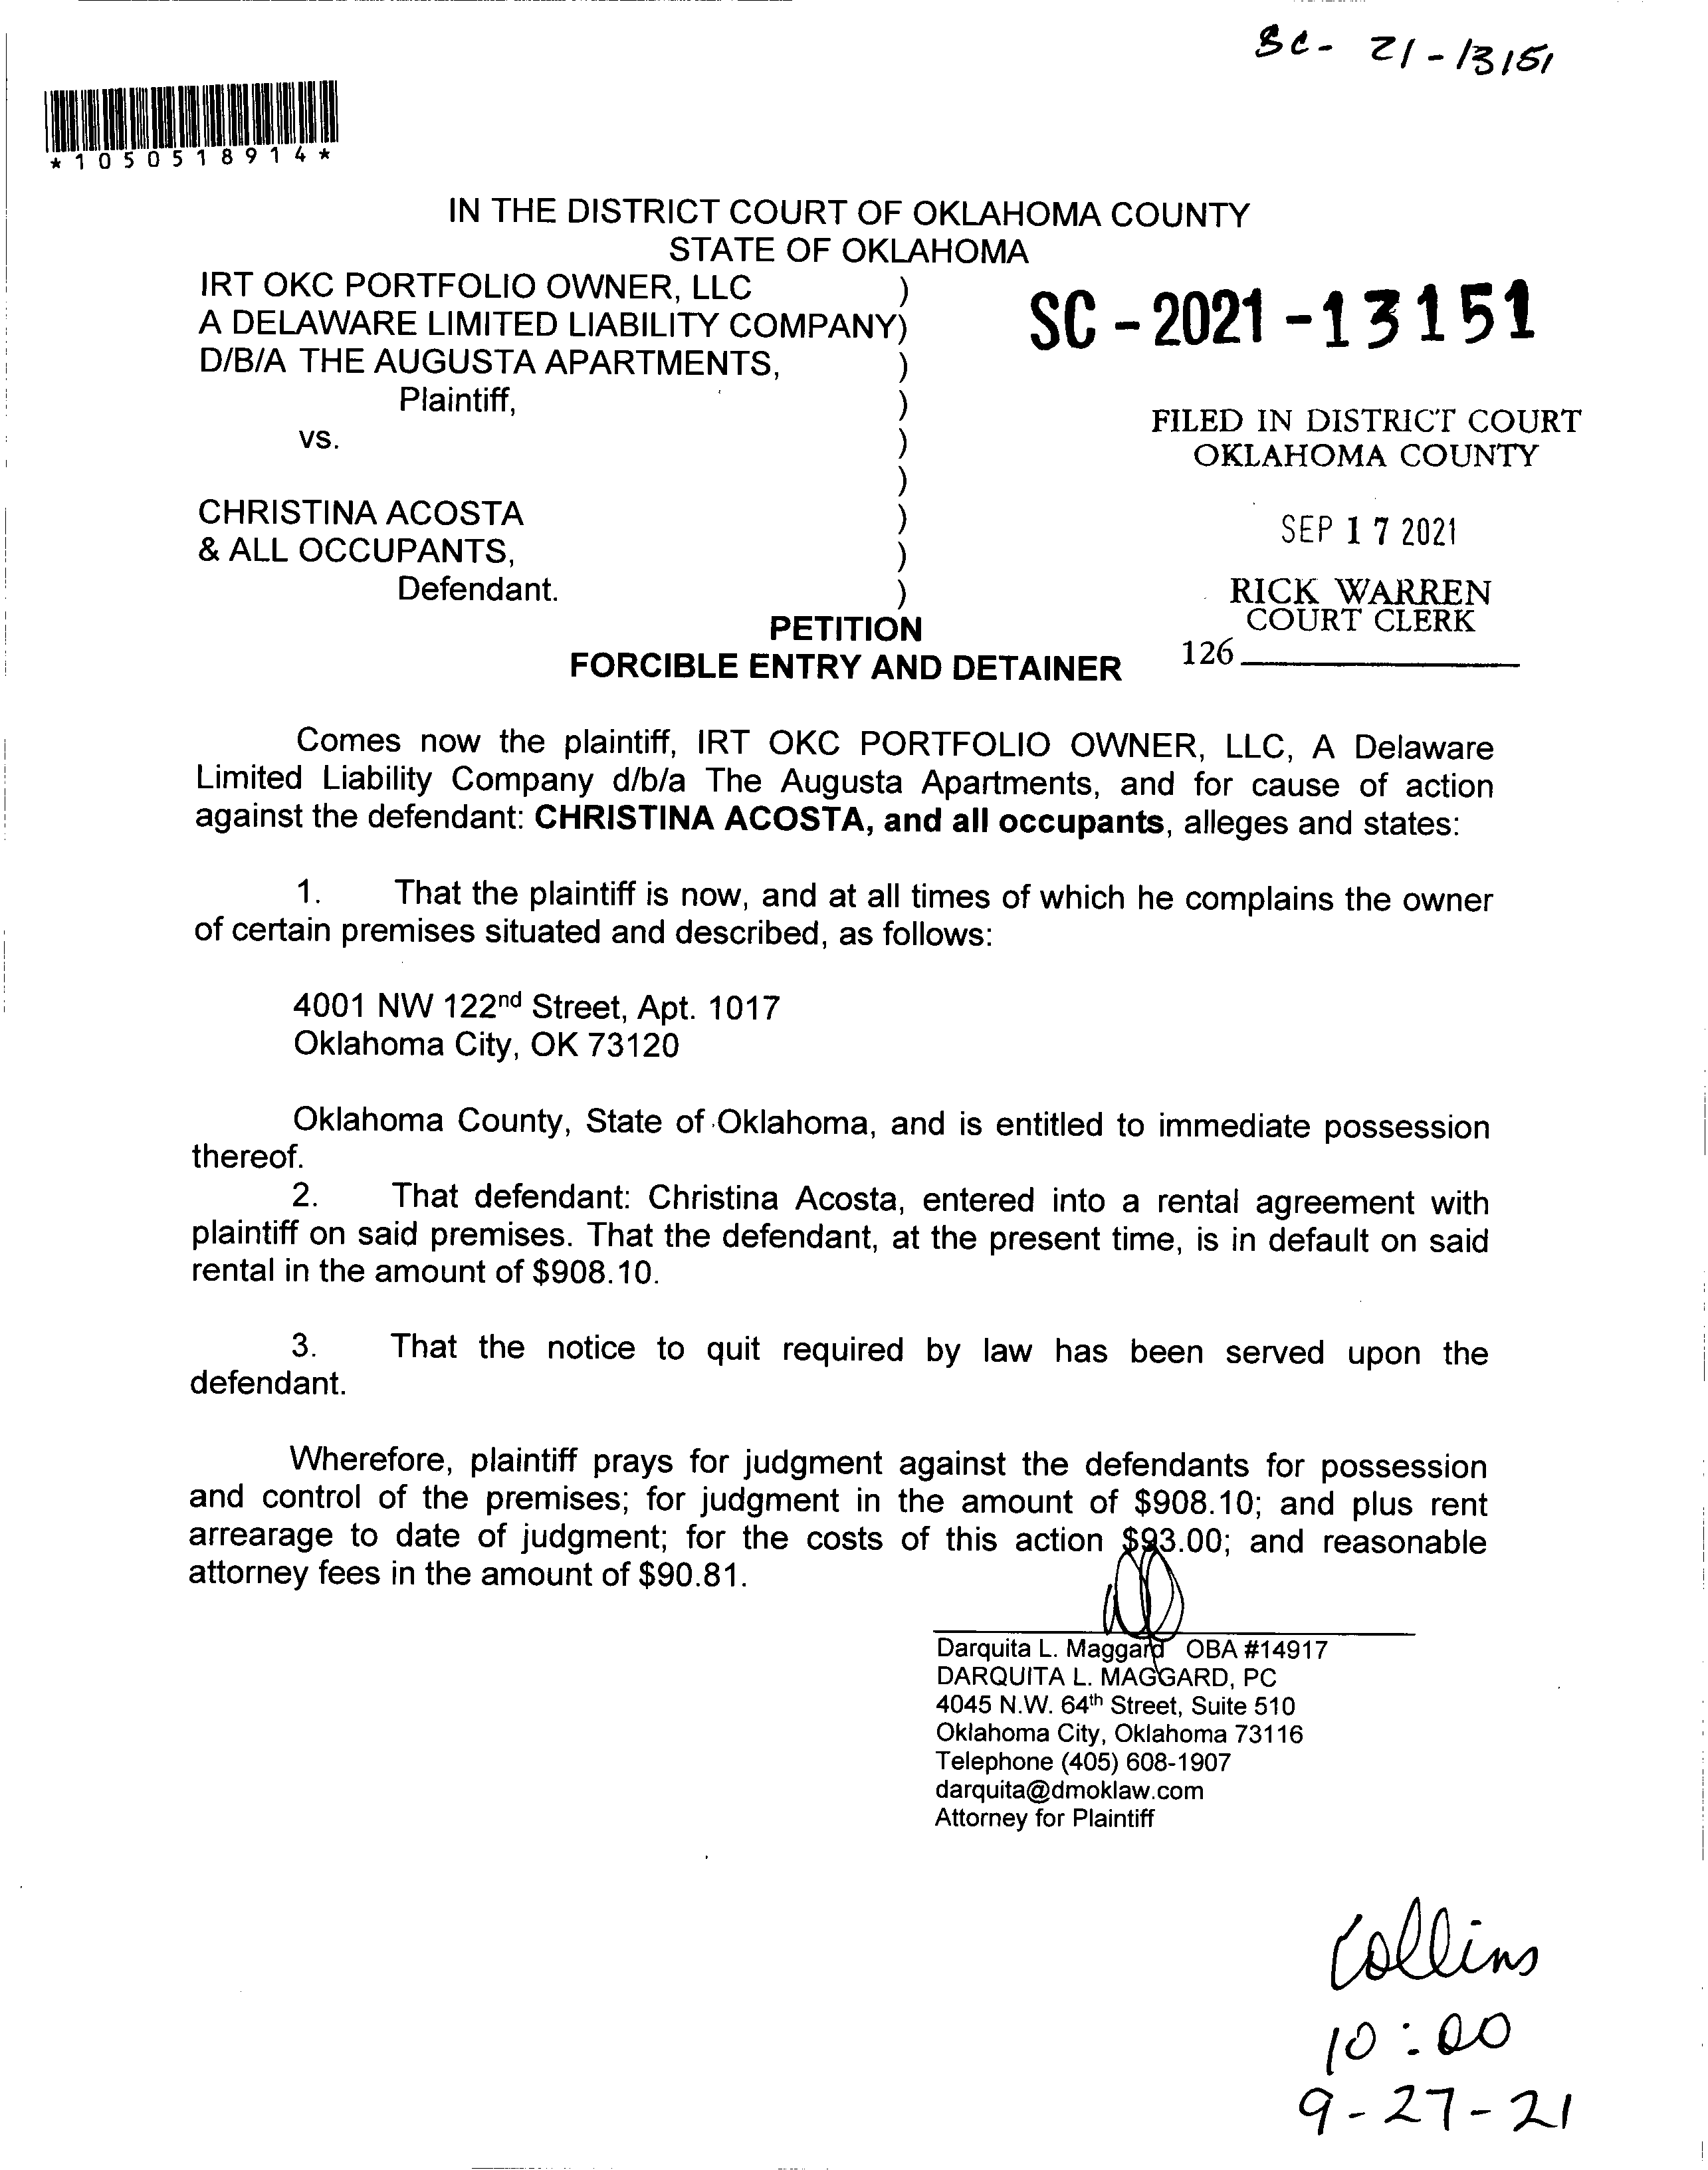 SC- 21-13151
*1050518914*
IN THE DISTRICT COURT OF OKLAHOMA COUNTY
STATE OF OKLAHOMA
IRT OKC PORTFOLIO OWNER, LLC )
A DELAWARE LIMITED LIABILITY COMPANY)
D/B/A THE AUGUSTA APARTMENTS, )
Plaintiff, )
vs. )
)
CHRISTINA ACOSTA )
& ALL OCCUPANTS, )
Defendant. )
SC-2021-13151
FILED IN DISTRICT COURT
OKLAHOMA COUNTY
SEP 17 2021
RICK WARREN
COURT CLERK
126
PETITION
FORCIBLE ENTRY AND DETAINER
Comes now the plaintiff, IRT OKC PORTFOLIO OWNER, LLC, A Delaware
Limited Liability Company d/b/a The Augusta Apartments, and for cause of action
against the defendant: CHRISTINA ACOSTA, and all occupants, alleges and states:
1. That the plaintiff is now, and at all times of which he complains the owner
of certain premises situated and described, as follows:
4001 NW 122nd Street, Apt. 1017
Oklahoma City, OK 73120
Oklahoma County, State of Oklahoma, and is entitled to immediate possession
thereof.
2. That defendant: Christina Acosta, entered into a rental agreement with
plaintiff on said premises. That the defendant, at the present time, is in default on said
rental in the amount of $908.10.
3. That the notice to quit required by law has been served upon the
defendant.
Wherefore, plaintiff prays for judgment against the defendants for possession
and control of the premises; for judgment in the amount of $908.10; and plus rent
arrearage to date of judgment; for the costs of this action $93.00; and reasonable
attorney fees in the amount of $90.81.
Darquita L. Maggard OBA #14917
DARQUITA L. MAGGARD, PC
4045 N.W. 64th Street, Suite 510
Oklahoma City, Oklahoma 73116
Telephone (405) 608-1907
darquita@dmoklaw.com
Attorney for Plaintiff
Collins
10:00
9-27-21